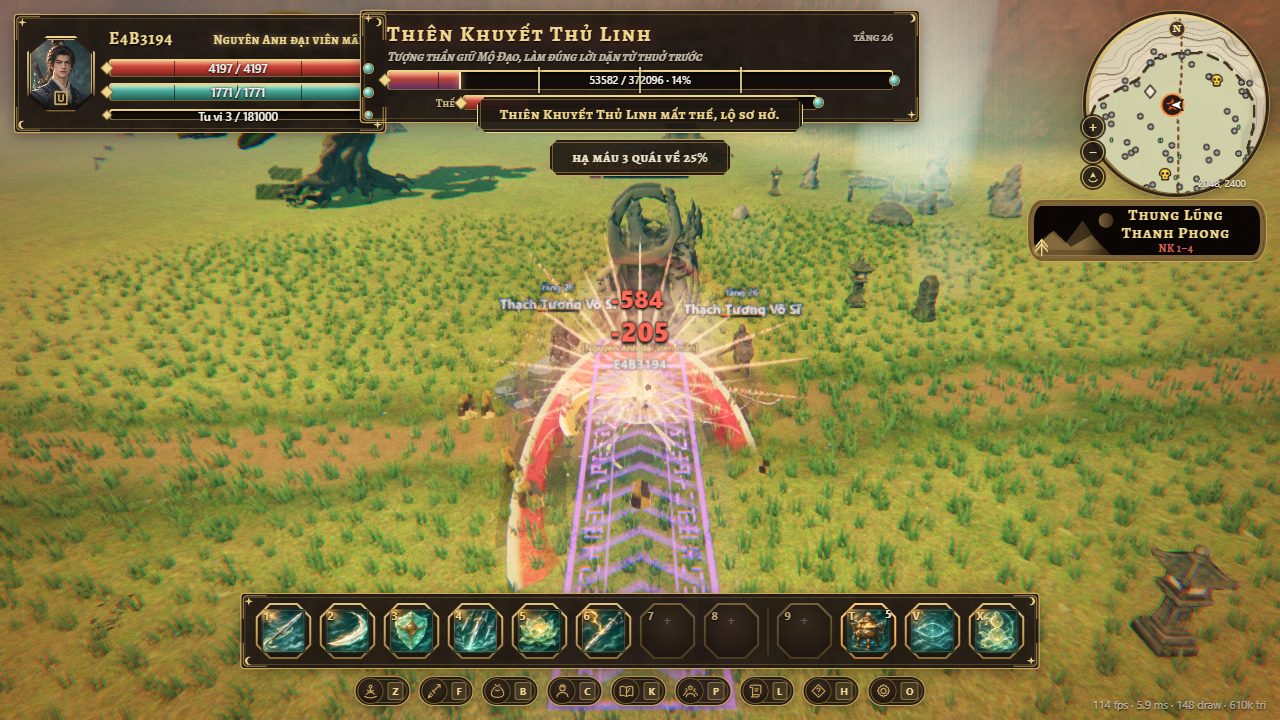 E4B3194
Nguyên Anh đại viên mã
4197 / 4197
1771 / 1771
Tu vi 3 / 181000
U
Thiên Khuyết Thủ Linh
Tầng 26
Tượng thần giữ Mộ Đạo, làm đúng lời dặn từ thuở trước
53582 / 372096 · 14%
Thế
Thiên Khuyết Thủ Linh mất thế, lộ sơ hở.
Hạ máu 3 quái về 25%
N
+
−
2048, 2400
Thung Lũng
Thanh Phong
NK 1–4
Tầng 26
Thạch Tượng Võ S
Tầng 26
Thạch Tượng Võ Sĩ
-584
-205
E4B3194
1
2
3
4
5
6
7
8
9
T
5
V
X
Z
F
B
C
K
P
L
H
O
114 fps · 5.9 ms · 148 draw · 610k tri